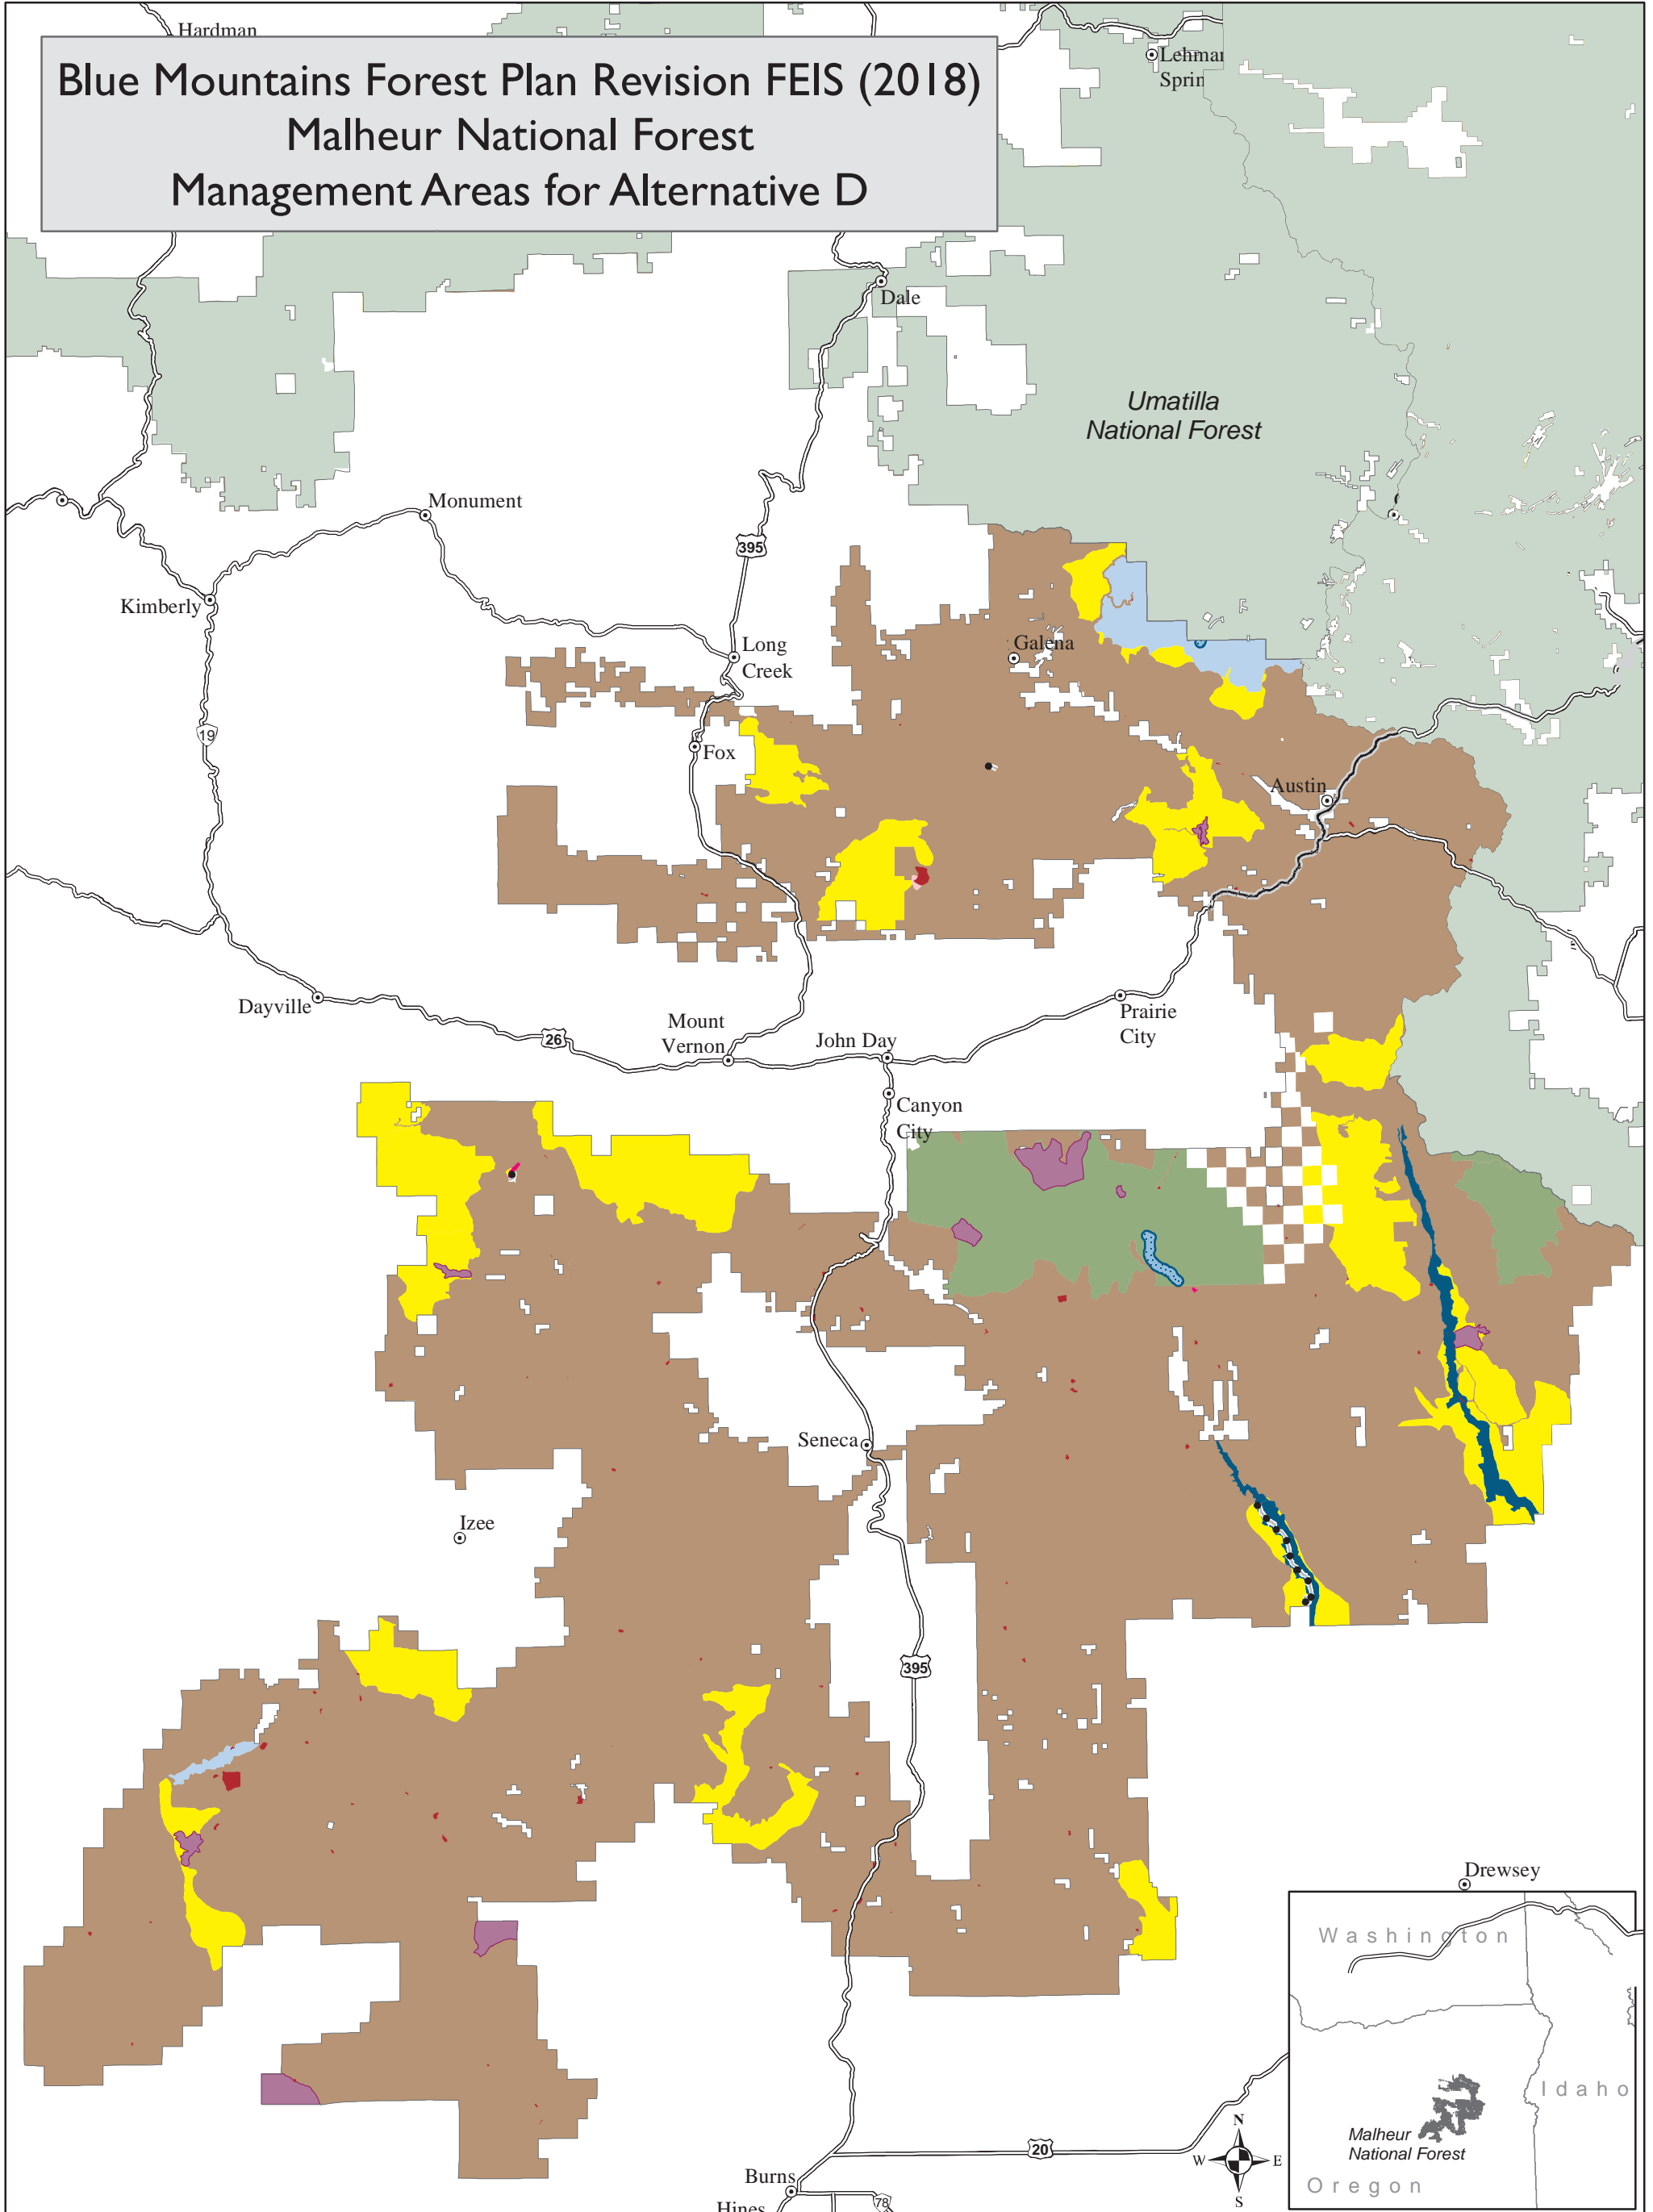 Hardman
Blue Mountains Forest Plan Revision FEIS (2018)
Malheur National Forest
Management Areas for Alternative D
Lehman
Sprin
Dale
Umatilla
National Forest
Monument
395
Kimberly
Long
Creek
Galena
19
Fox
Austin
Dayville
Mount
Vernon
26
John Day
Prairie
City
Canyon
City
Seneca
Izee
395
Drewsey
Washington
Idaho
Malheur
National Forest
Oregon
N
W
E
S
20
Burns
Hines
78